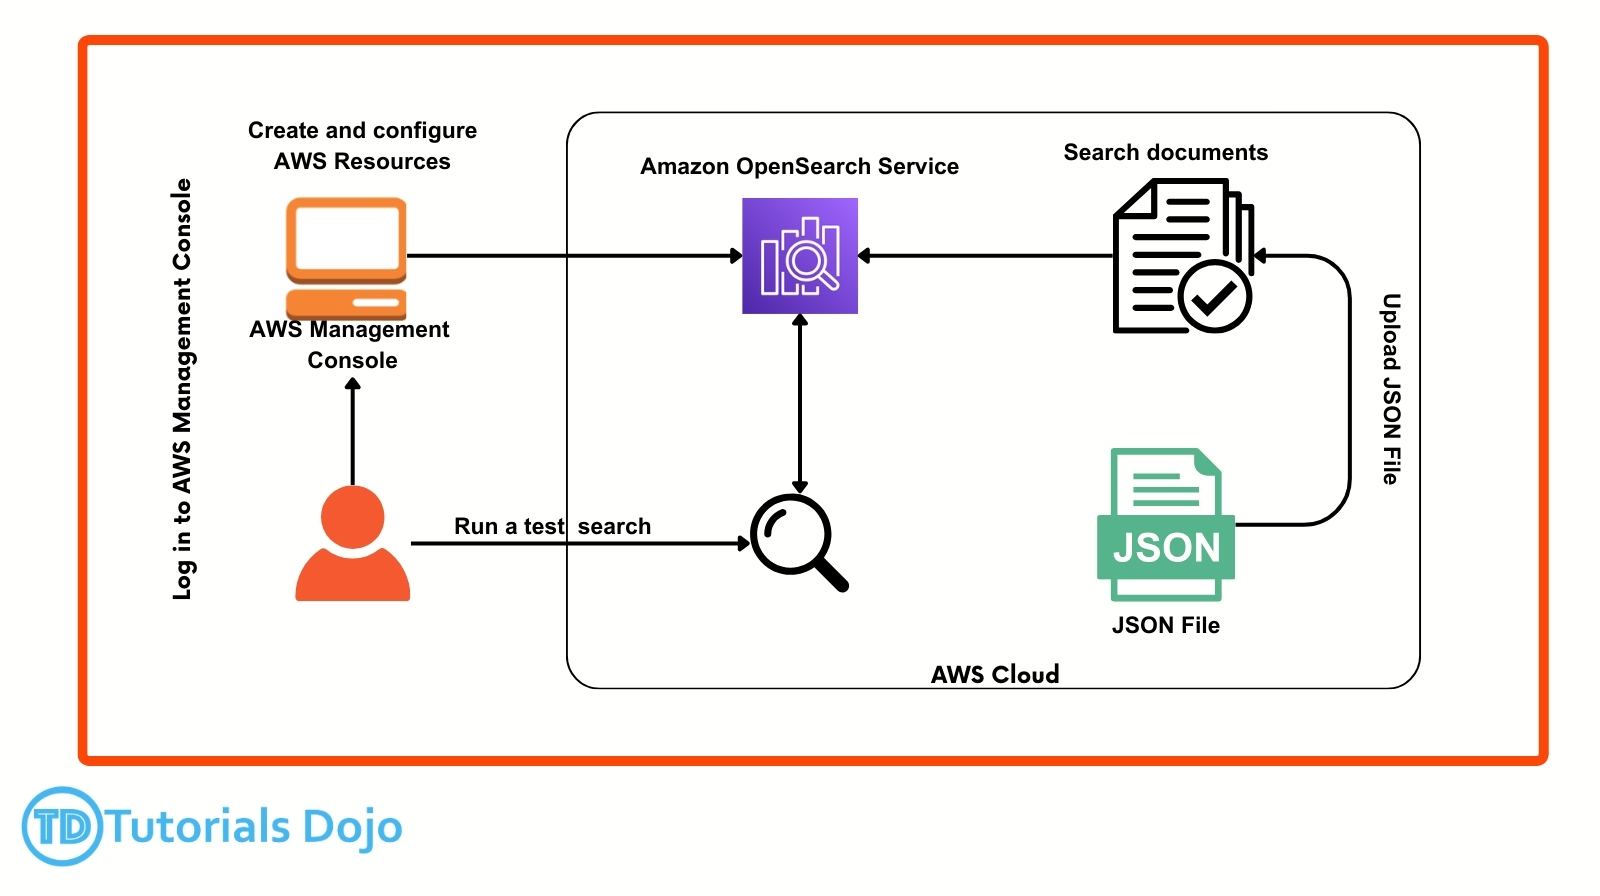 Create and configure
AWS Resources
Log in to AWS Management Console
AWS Management
Console
Amazon OpenSearch Service
Search documents
Upload JSON File
Run a test search
JSON
JSON File
AWS Cloud
TD Tutorials Dojo